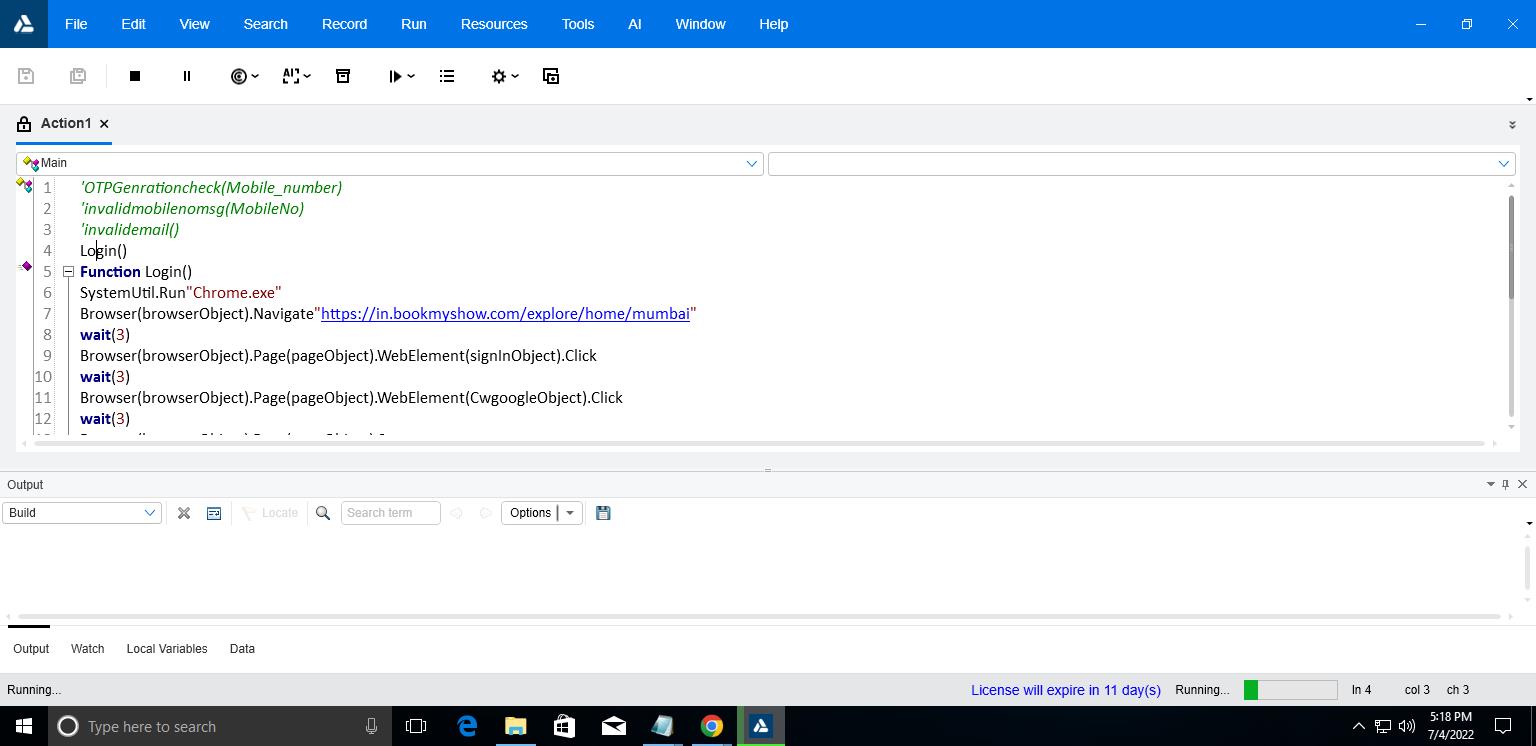 File Edit View Search Record Run Resources Tools AI Window Help
AI
Action1
Main
1 'OTPGenrationcheck(Mobile_number)
2 'invalidmobilenomsg(MobileNo)
3 'invalidemail()
4 Login()
5 Function Login()
6 SystemUtil.Run"Chrome.exe"
7 Browser(browserObject).Navigate"https://in.bookmyshow.com/explore/home/mumbai"
8 wait(3)
9 Browser(browserObject).Page(pageObject).WebElement(signInObject).Click
10 wait(3)
11 Browser(browserObject).Page(pageObject).WebElement(CwgoogleObject).Click
12 wait(3)
Output
Build Locate Search term Options
Output Watch Local Variables Data
Running... License will expire in 11 day(s) Running... ln 4 col 3 ch 3
Type here to search
5:18 PM
7/4/2022